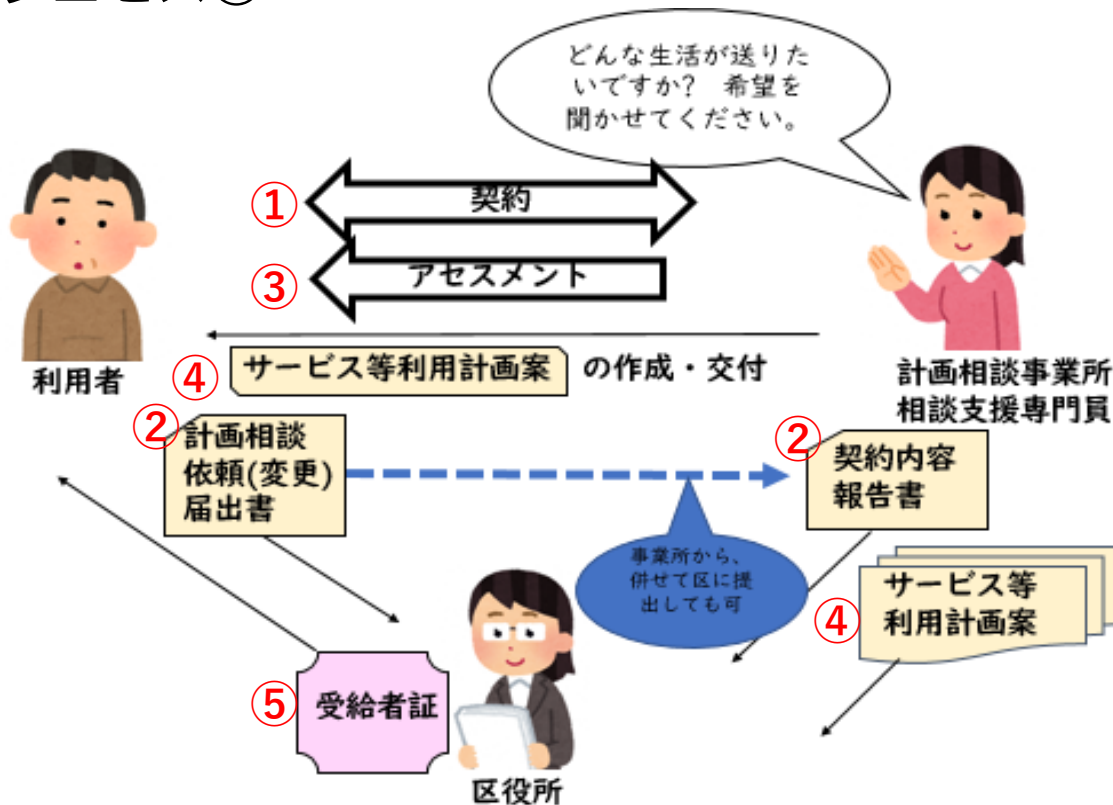 どんな生活が送りた
いですか?　希望を
聞かせてください。
①
契約
③
アセスメント
利用者
④
サービス等利用計画案
の作成・交付
計画相談事業所
相談支援専門員
②
計画相談
依頼(変更)
届出書
②
契約内容
報告書
事業所から、
併せて区に提
出しても可
④
サービス等
利用計画案
⑤
受給者証
区役所